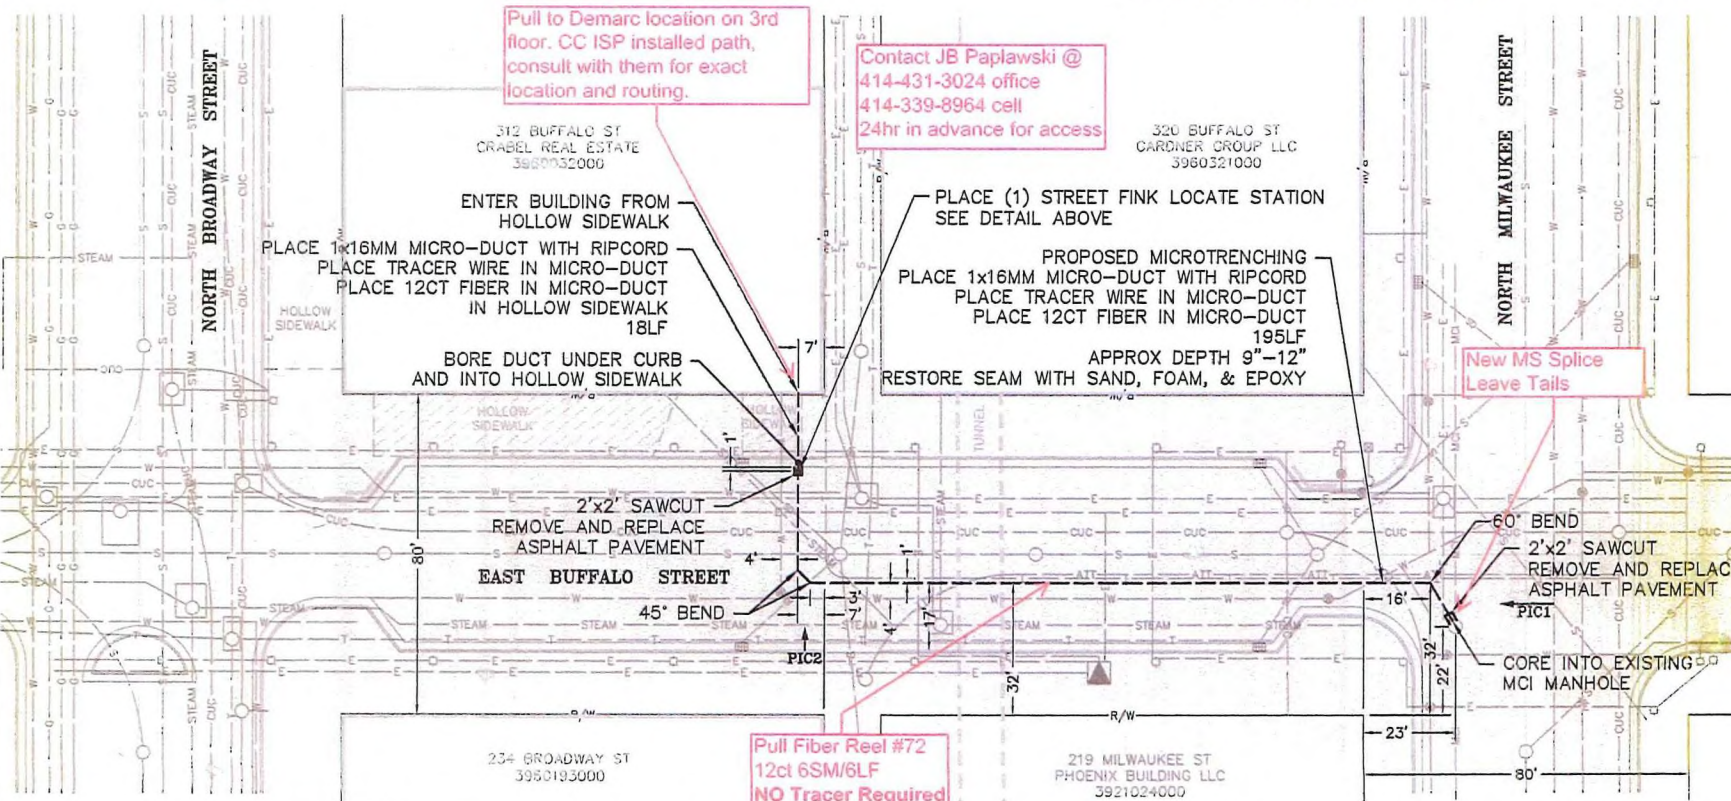 Pull to Demarc location on 3rd
floor. CC ISP installed path,
consult with them for exact
location and routing.
Contact JB Paplawski @
414-431-3024 office
414-339-8964 cell
24hr in advance for access
NORTH BROADWAY STREET
NORTH MILWAUKEE STREET
312 BUFFALO ST
CRABEL REAL ESTATE
320 BUFFALO ST
GARDNER GROUP LLC
3960321000
ENTER BUILDING FROM
HOLLOW SIDEWALK
PLACE 1x16MM MICRO-DUCT WITH RIPCORD
PLACE TRACER WIRE IN MICRO-DUCT
PLACE 12CT FIBER IN MICRO-DUCT
IN HOLLOW SIDEWALK
18LF
BORE DUCT UNDER CURB
AND INTO HOLLOW SIDEWALK
PLACE (1) STREET FINK LOCATE STATION
SEE DETAIL ABOVE
PROPOSED MICROTRENCHING
PLACE 1x16MM MICRO-DUCT WITH RIPCORD
PLACE TRACER WIRE IN MICRO-DUCT
PLACE 12CT FIBER IN MICRO-DUCT
195LF
APPROX DEPTH 9"-12"
RESTORE SEAM WITH SAND, FOAM, & EPOXY
New MS Splice
Leave Tails
HOLLOW
SIDEWALK
HOLLOW
SIDEWALK
TUNNEL
7'
1'
2'x2' SAWCUT
REMOVE AND REPLACE
ASPHALT PAVEMENT
4'
80'
EAST BUFFALO STREET
45° BEND
3'
7'
PIC2
1'
4'
17'
32'
60° BEND
2'x2' SAWCUT
REMOVE AND REPLAC
ASPHALT PAVEMENT
16'
PIC1
32'
22'
CORE INTO EXISTING
MCI MANHOLE
R/W
R/W
23'
80'
Pull Fiber Reel #72
12ct 6SM/6LF
NO Tracer Required
234 BROADWAY ST
3960193000
219 MILWAUKEE ST
PHOENIX BUILDING LLC
3921024000